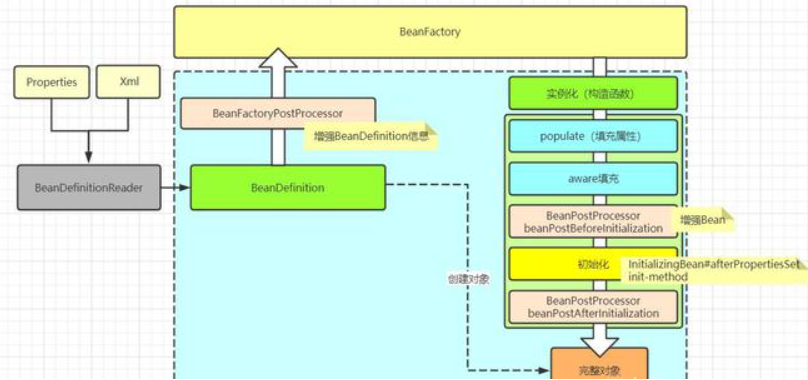 BeanFactory
Properties
Xml
BeanFactoryPostProcessor
增强BeanDefinition信息
BeanDefinitionReader
BeanDefinition
创建对象
实例化（构造函数）
populate（填充属性）
aware填充
BeanPostProcessor
beanPostBeforeInitialization
增强Bean
初始化
InitializingBean#afterPropertiesSet
init-method
BeanPostProcessor
beanPostAfterInitialization
完整对象